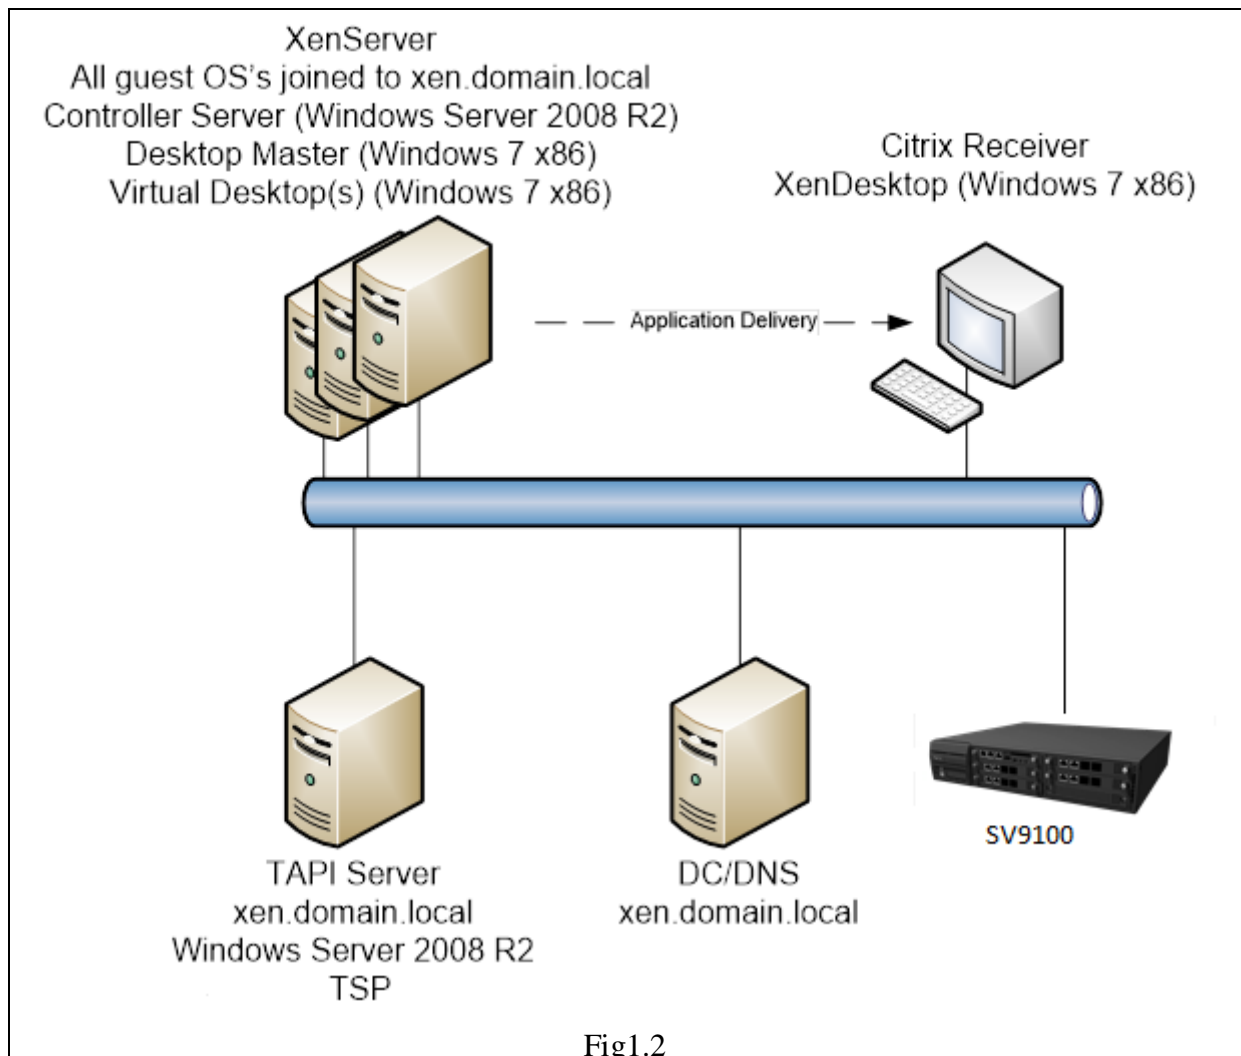 XenServer
All guest OS's joined to xen.domain.local
Controller Server (Windows Server 2008 R2)
Desktop Master (Windows 7 x86)
Virtual Desktop(s) (Windows 7 x86)
Citrix Receiver
XenDesktop (Windows 7 x86)
Application Delivery
SV9100
TAPI Server
xen.domain.local
Windows Server 2008 R2
TSP
DC/DNS
xen.domain.local
Fig1.2